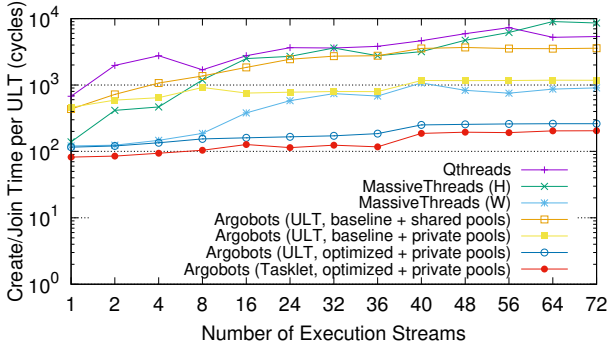 Create/Join Time per ULT (cycles)
10^4
10^3
10^2
10^1
10^0
Qthreads
MassiveThreads (H)
MassiveThreads (W)
Argobots (ULT, baseline + shared pools)
Argobots (ULT, baseline + private pools)
Argobots (ULT, optimized + private pools)
Argobots (Tasklet, optimized + private pools)
1 2 4 8 16 24 32 36 40 48 56 64 72
Number of Execution Streams